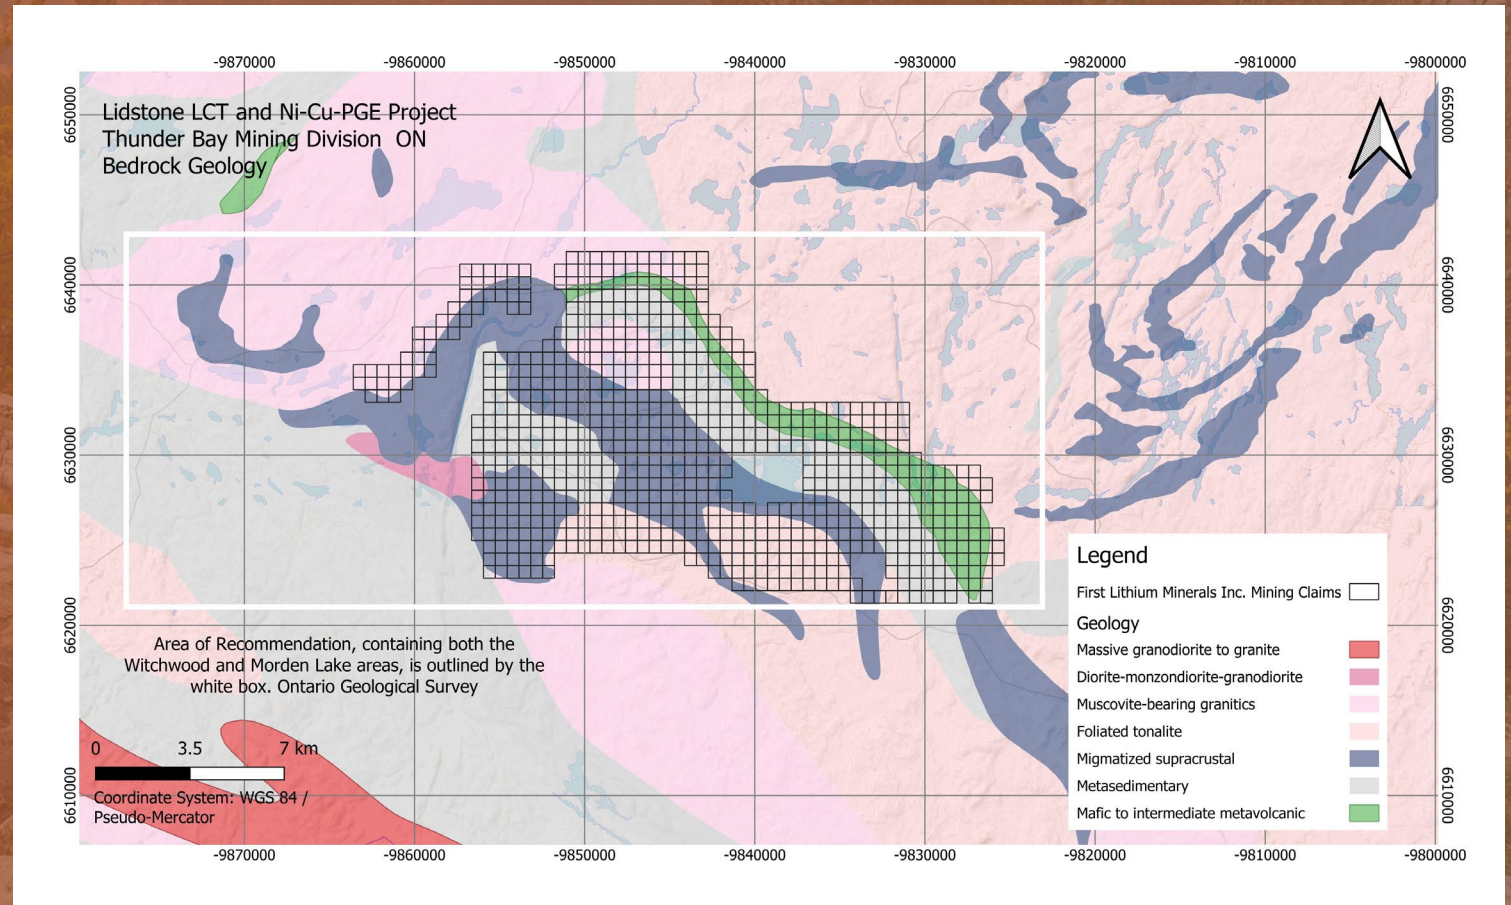 -9870000 -9860000 -9850000 -9840000 -9830000 -9820000 -9810000 -9800000
Lidstone LCT and Ni-Cu-PGE Project
Thunder Bay Mining Division ON
Bedrock Geology
6650000
6640000
6630000
6620000
6610000
6650000
6640000
6630000
6620000
6610000
Area of Recommendation, containing both the
Witchwood and Morden Lake areas, is outlined by the
white box. Ontario Geological Survey
0 3.5 7 km
Coordinate System: WGS 84 /
Pseudo-Mercator
Legend
First Lithium Minerals Inc. Mining Claims
Geology
Massive granodiorite to granite
Diorite-monzondiorite-granodiorite
Muscovite-bearing granitics
Foliated tonalite
Migmatized supracrustal
Metasedimentary
Mafic to intermediate metavolcanic
-9870000 -9860000 -9850000 -9840000 -9830000 -9820000 -9810000 -9800000